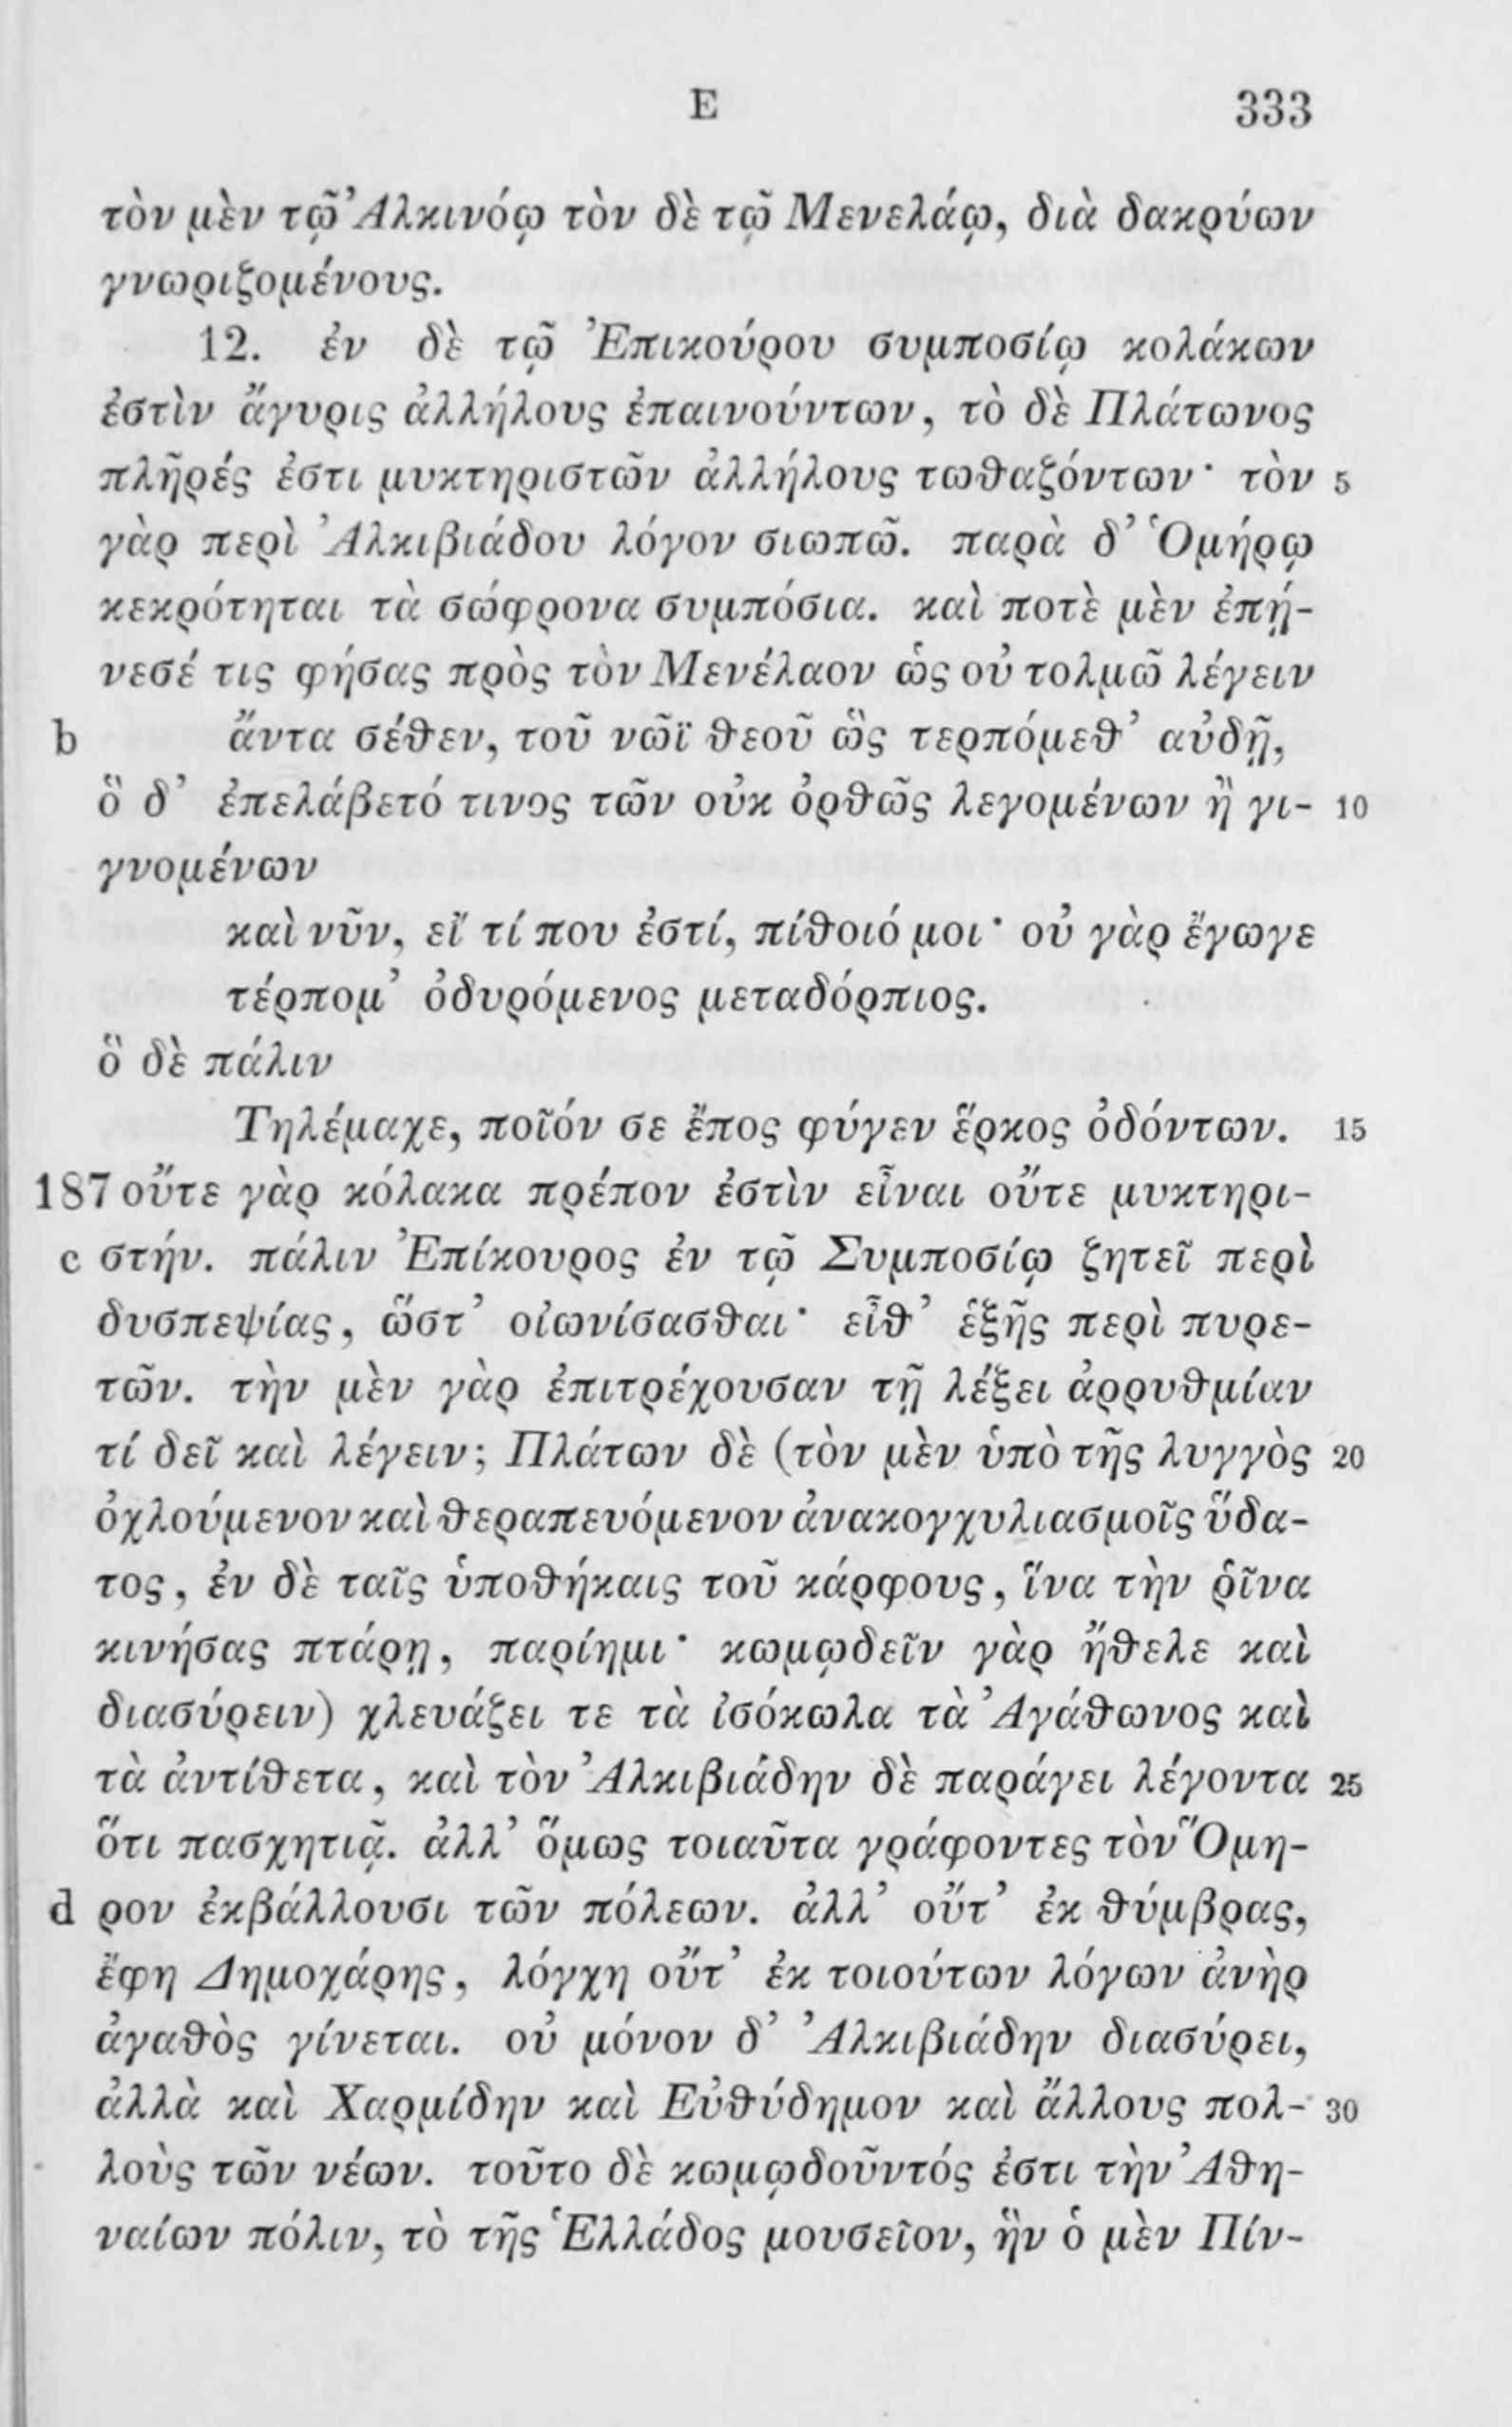 Ε 333
τὸν μὲν τῷ Ἀλκινόῳ τὸν δὲ τῷ Μενελάῳ, διὰ δακρύων
γνωριζομένους.
12. ἐν δὲ τῷ Ἐπικούρου συμποσίῳ κολάκων
ἐστὶν ἄγυρις ἀλλήλους ἐπαινούντων, τὸ δὲ Πλάτωνος
πλῆρές ἐστι μυκτηριστῶν ἀλλήλους τωθαζόντων· τὸν 5
γὰρ περὶ Ἀλκιβιάδου λόγον σιωπῶ. παρὰ δ’ Ὁμήρῳ
κεκρότηται τὰ σώφρονα συμπόσια. καὶ ποτὲ μὲν ἐπῄ-
νεσέ τις φήσας πρὸς τὸν Μενέλαον ὡς οὐ τολμῶ λέγειν
b ἄντα σέθεν, τοῦ νῶϊ θεοῦ ὣς τερπόμεθ’ αὐδῇ,
ὃ δ’ ἐπελάβετό τινος τῶν οὐκ ὀρθῶς λεγομένων ἢ γι- 10
γνομένων
καὶ νῦν, εἴ τί που ἐστί, πίθοιό μοι· οὐ γὰρ ἔγωγε
τέρπομ’ ὀδυρόμενος μεταδόρπιος.
ὃ δὲ πάλιν
Τηλέμαχε, ποῖόν σε ἔπος φύγεν ἕρκος ὀδόντων. 15
187 οὔτε γὰρ κόλακα πρέπον ἐστὶν εἶναι οὔτε μυκτηρι-
c στήν. πάλιν Ἐπίκουρος ἐν τῷ Συμποσίῳ ζητεῖ περὶ
δυσπεψίας, ὥστ’ οἰωνίσασθαι· εἶθ’ ἑξῆς περὶ πυρε-
τῶν. τὴν μὲν γὰρ ἐπιτρέχουσαν τῇ λέξει ἀρρυθμίαν
τί δεῖ καὶ λέγειν; Πλάτων δὲ (τὸν μὲν ὑπὸ τῆς λυγγὸς 20
ὀχλούμενον καὶ θεραπευόμενον ἀνακογχυλιασμοῖς ὕδα-
τος, ἐν δὲ ταῖς ὑποθήκαις τοῦ κάρφους, ἵνα τὴν ῥῖνα
κινήσας πτάρῃ, παρίημι· κωμῳδεῖν γὰρ ἤθελε καὶ
διασύρειν) χλευάζει τε τὰ ἰσόκωλα τὰ Ἀγάθωνος καὶ
τὰ ἀντίθετα, καὶ τὸν Ἀλκιβιάδην δὲ παράγει λέγοντα 25
ὅτι πασχητιᾷ. ἀλλ’ ὅμως τοιαῦτα γράφοντες τὸν Ὅμη-
d ρον ἐκβάλλουσι τῶν πόλεων. ἀλλ’ οὔτ’ ἐκ θύμβρας,
ἔφη Δημοχάρης, λόγχη οὔτ’ ἐκ τοιούτων λόγων ἀνὴρ
ἀγαθὸς γίνεται. οὐ μόνον δ’ Ἀλκιβιάδην διασύρει,
ἀλλὰ καὶ Χαρμίδην καὶ Εὐθύδημον καὶ ἄλλους πολ- 30
λοὺς τῶν νέων. τοῦτο δὲ κωμῳδοῦντός ἐστι τὴν Ἀθη-
ναίων πόλιν, τὸ τῆς Ἑλλάδος μουσεῖον, ἣν ὁ μὲν Πίν-